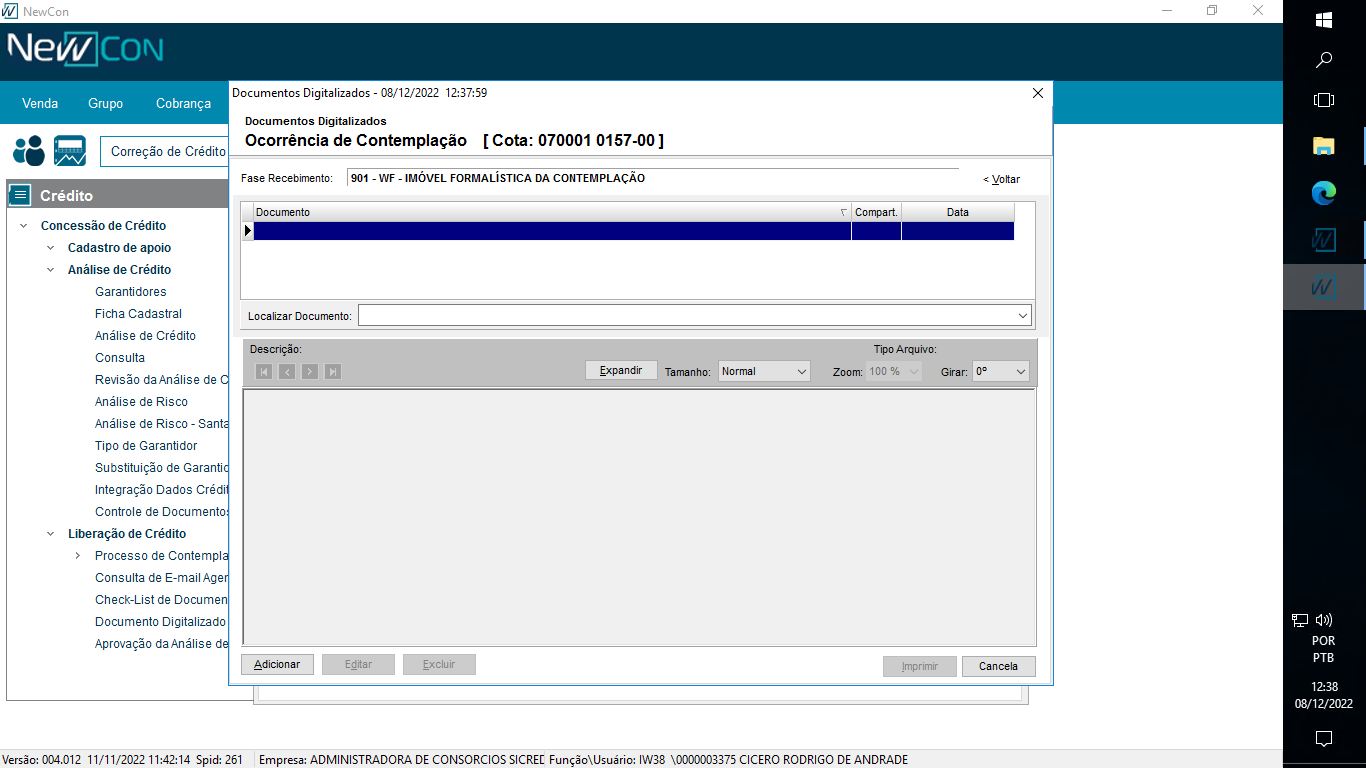 NewCon
NewCon
Venda Grupo Cobrança
Correção de Crédito
Crédito
Concessão de Crédito
Cadastro de apoio
Análise de Crédito
Garantidores
Ficha Cadastral
Análise de Crédito
Consulta
Revisão da Análise de C
Análise de Risco
Análise de Risco - Santa
Tipo de Garantidor
Substituição de Garantid
Integração Dados Crédit
Controle de Documentos
Liberação de Crédito
Processo de Contempla
Consulta de E-mail Agen
Check-List de Documen
Documento Digitalizado
Aprovação da Análise de
Documentos Digitalizados - 08/12/2022 12:37:59
Documentos Digitalizados
Ocorrência de Contemplação [ Cota: 070001 0157-00 ]
Fase Recebimento: 901 - WF - IMÓVEL FORMALÍSTICA DA CONTEMPLAÇÃO < Voltar
Documento Compart. Data
Localizar Documento:
Descrição: Tipo Arquivo:
Expandir Tamanho: Normal Zoom: 100 % Girar: 0º
Adicionar Editar Excluir Imprimir Cancela
POR
PTB
12:38
08/12/2022
Versão: 004.012 11/11/2022 11:42:14 Spid: 261 Empresa: ADMINISTRADORA DE CONSORCIOS SICRED Função\Usuário: IW38 \0000003375 CICERO RODRIGO DE ANDRADE